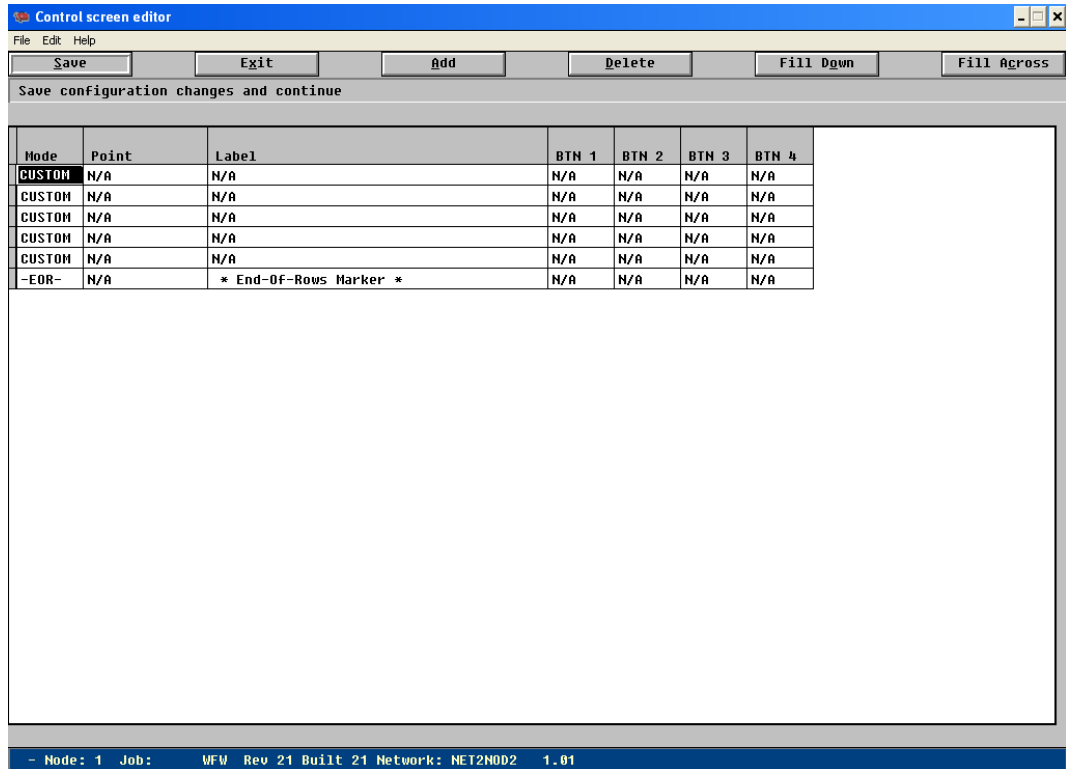 Control screen editor
File Edit Help
Save Exit Add Delete Fill Down Fill Across
Save configuration changes and continue
Mode Point Label BTN 1 BTN 2 BTN 3 BTN 4
CUSTOM N/A N/A N/A N/A N/A N/A
CUSTOM N/A N/A N/A N/A N/A N/A
CUSTOM N/A N/A N/A N/A N/A N/A
CUSTOM N/A N/A N/A N/A N/A N/A
CUSTOM N/A N/A N/A N/A N/A N/A
-EOR- N/A * End-Of-Rows Marker * N/A N/A N/A N/A
- Node: 1 Job: WFW Rev 21 Built 21 Network: NET2NOD2 1.01